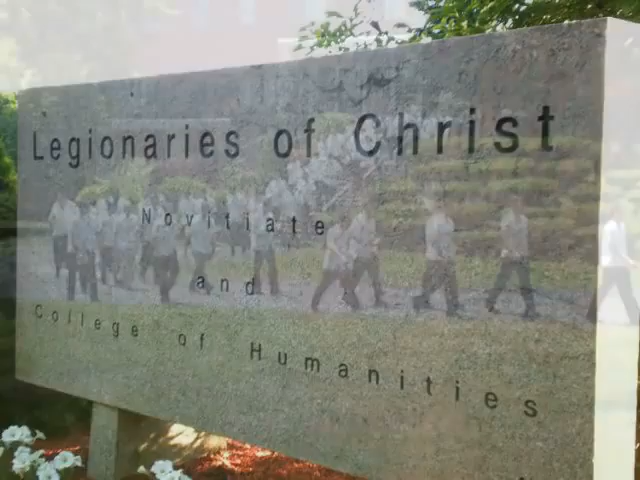 Legionaries of Christ
Novitiate
and
College of Humanities